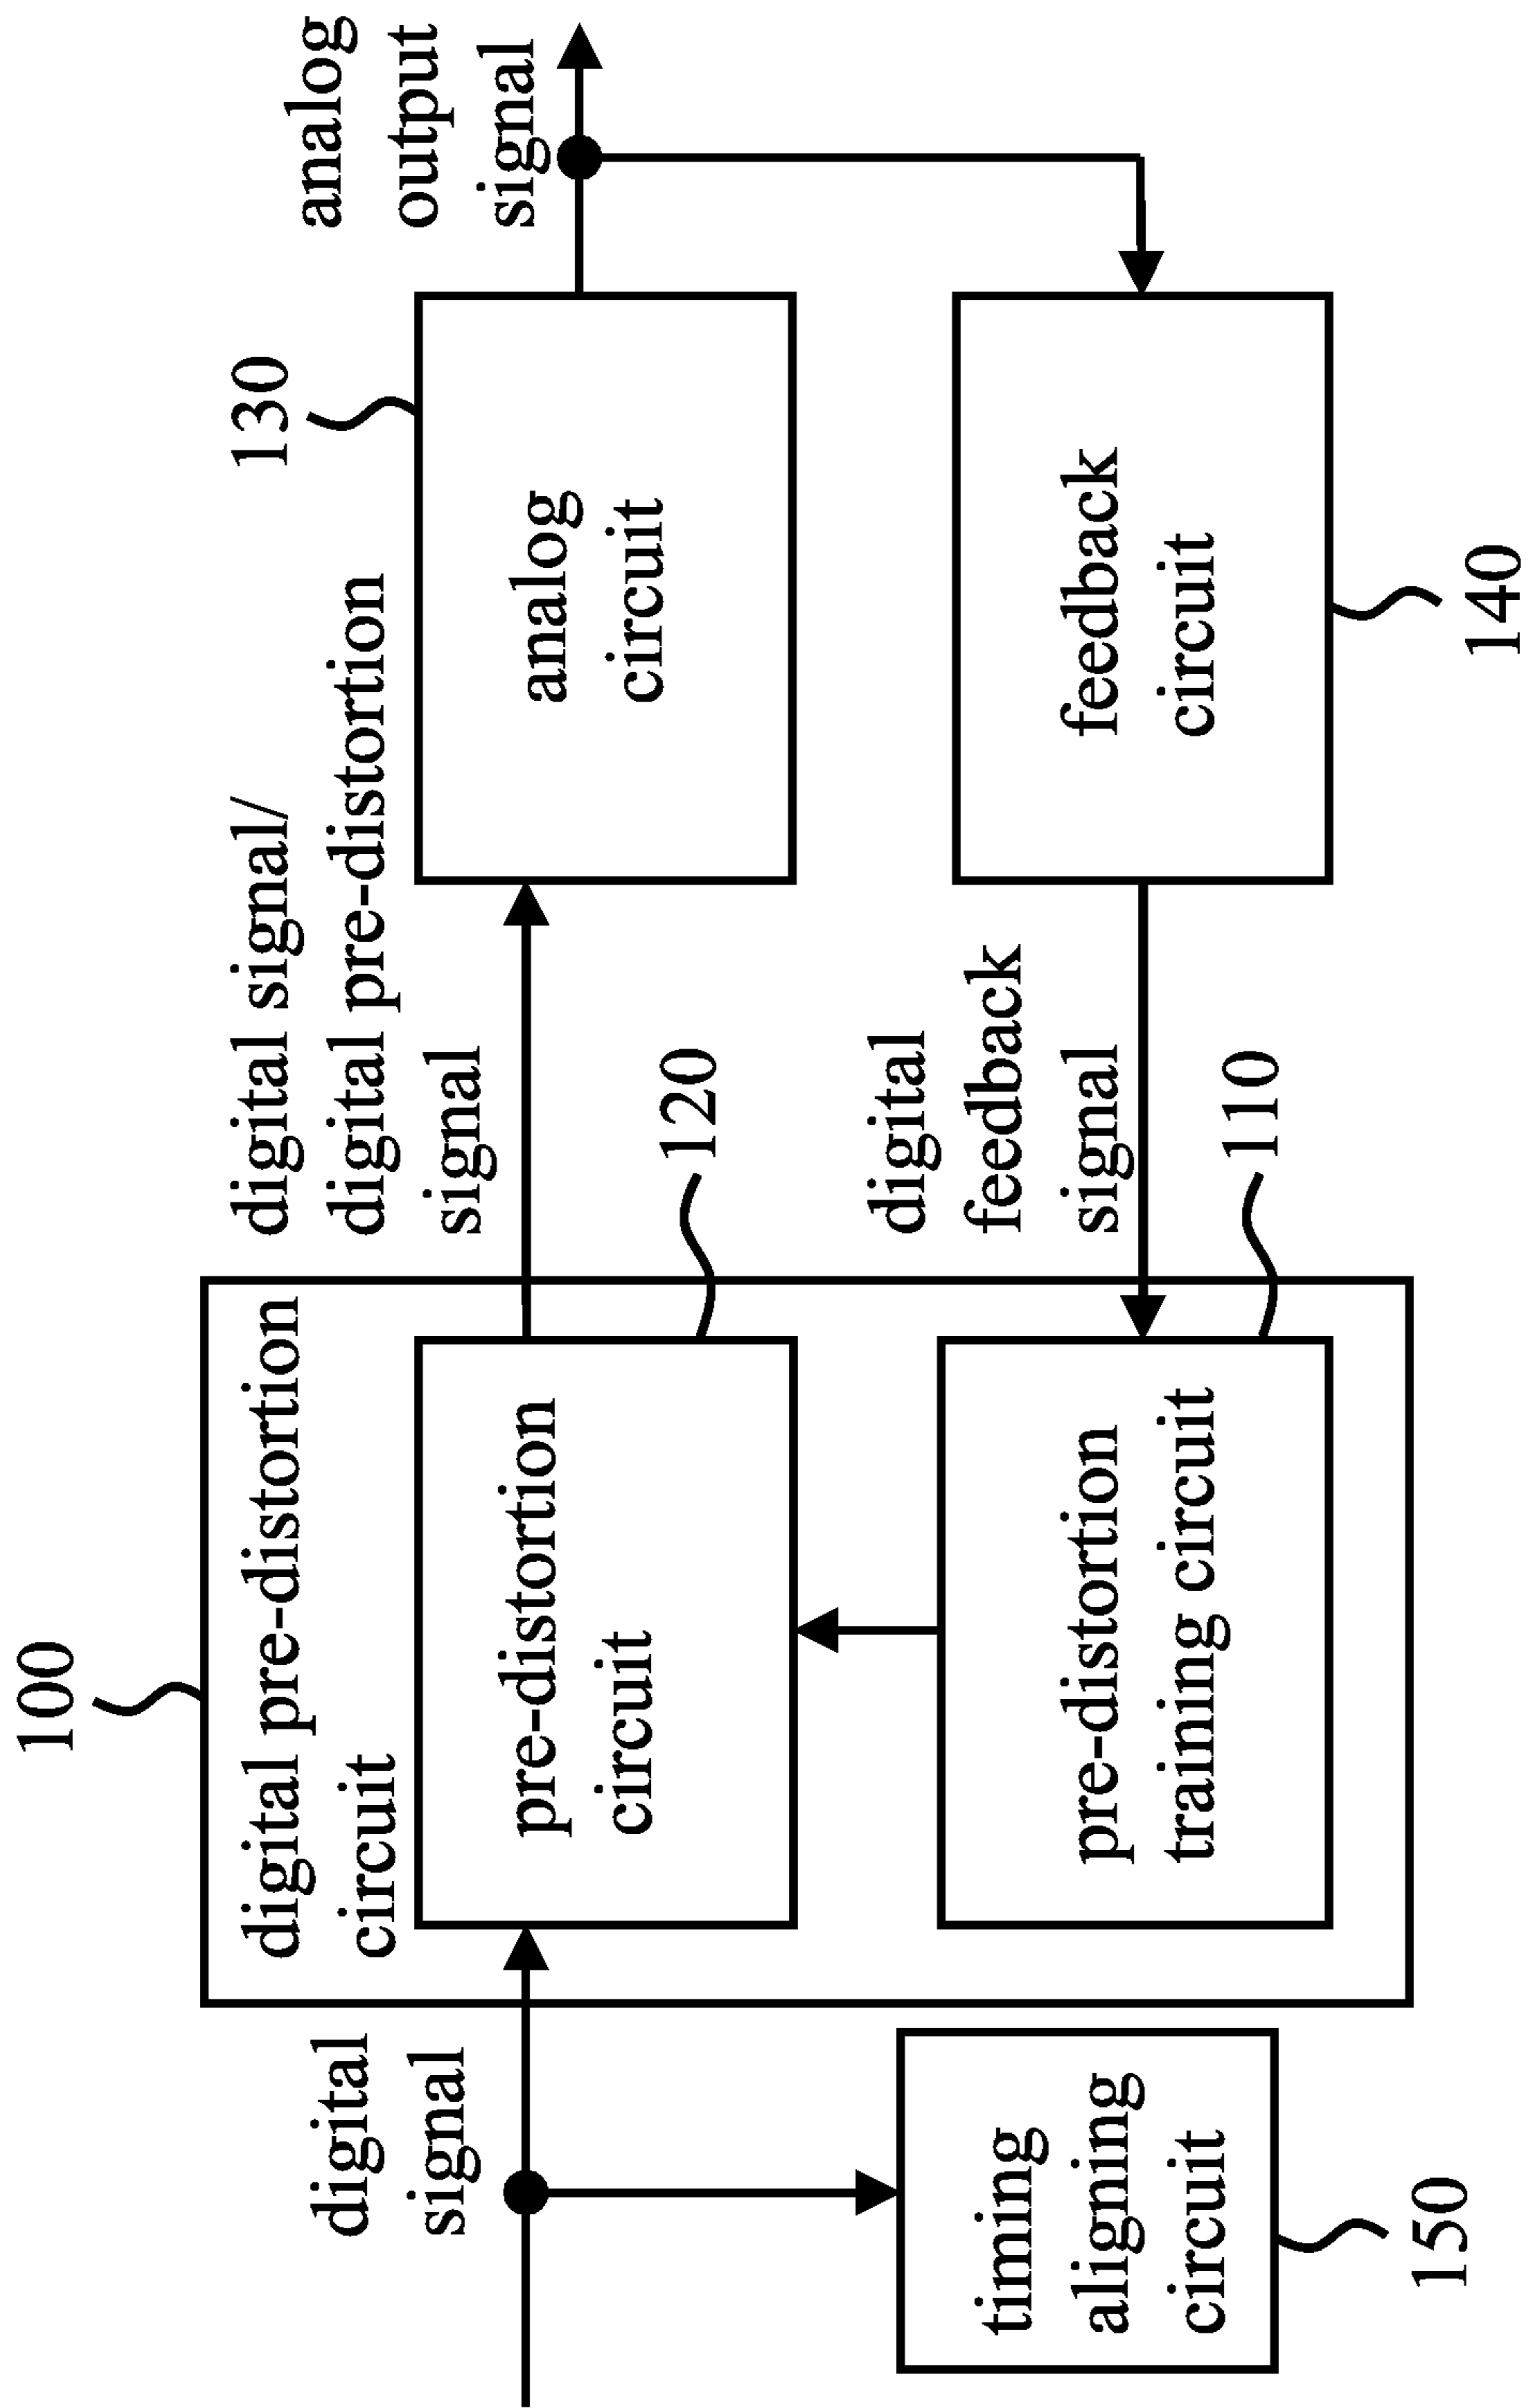 100
digital pre-distortion
circuit
digital
signal
pre-distortion
circuit
120
digital signal/
digital pre-distortion
signal
130
analog
circuit
analog
output
signal
timing
aligning
circuit
150
pre-distortion
training circuit
110
digital
feedback
signal
feedback
circuit
140